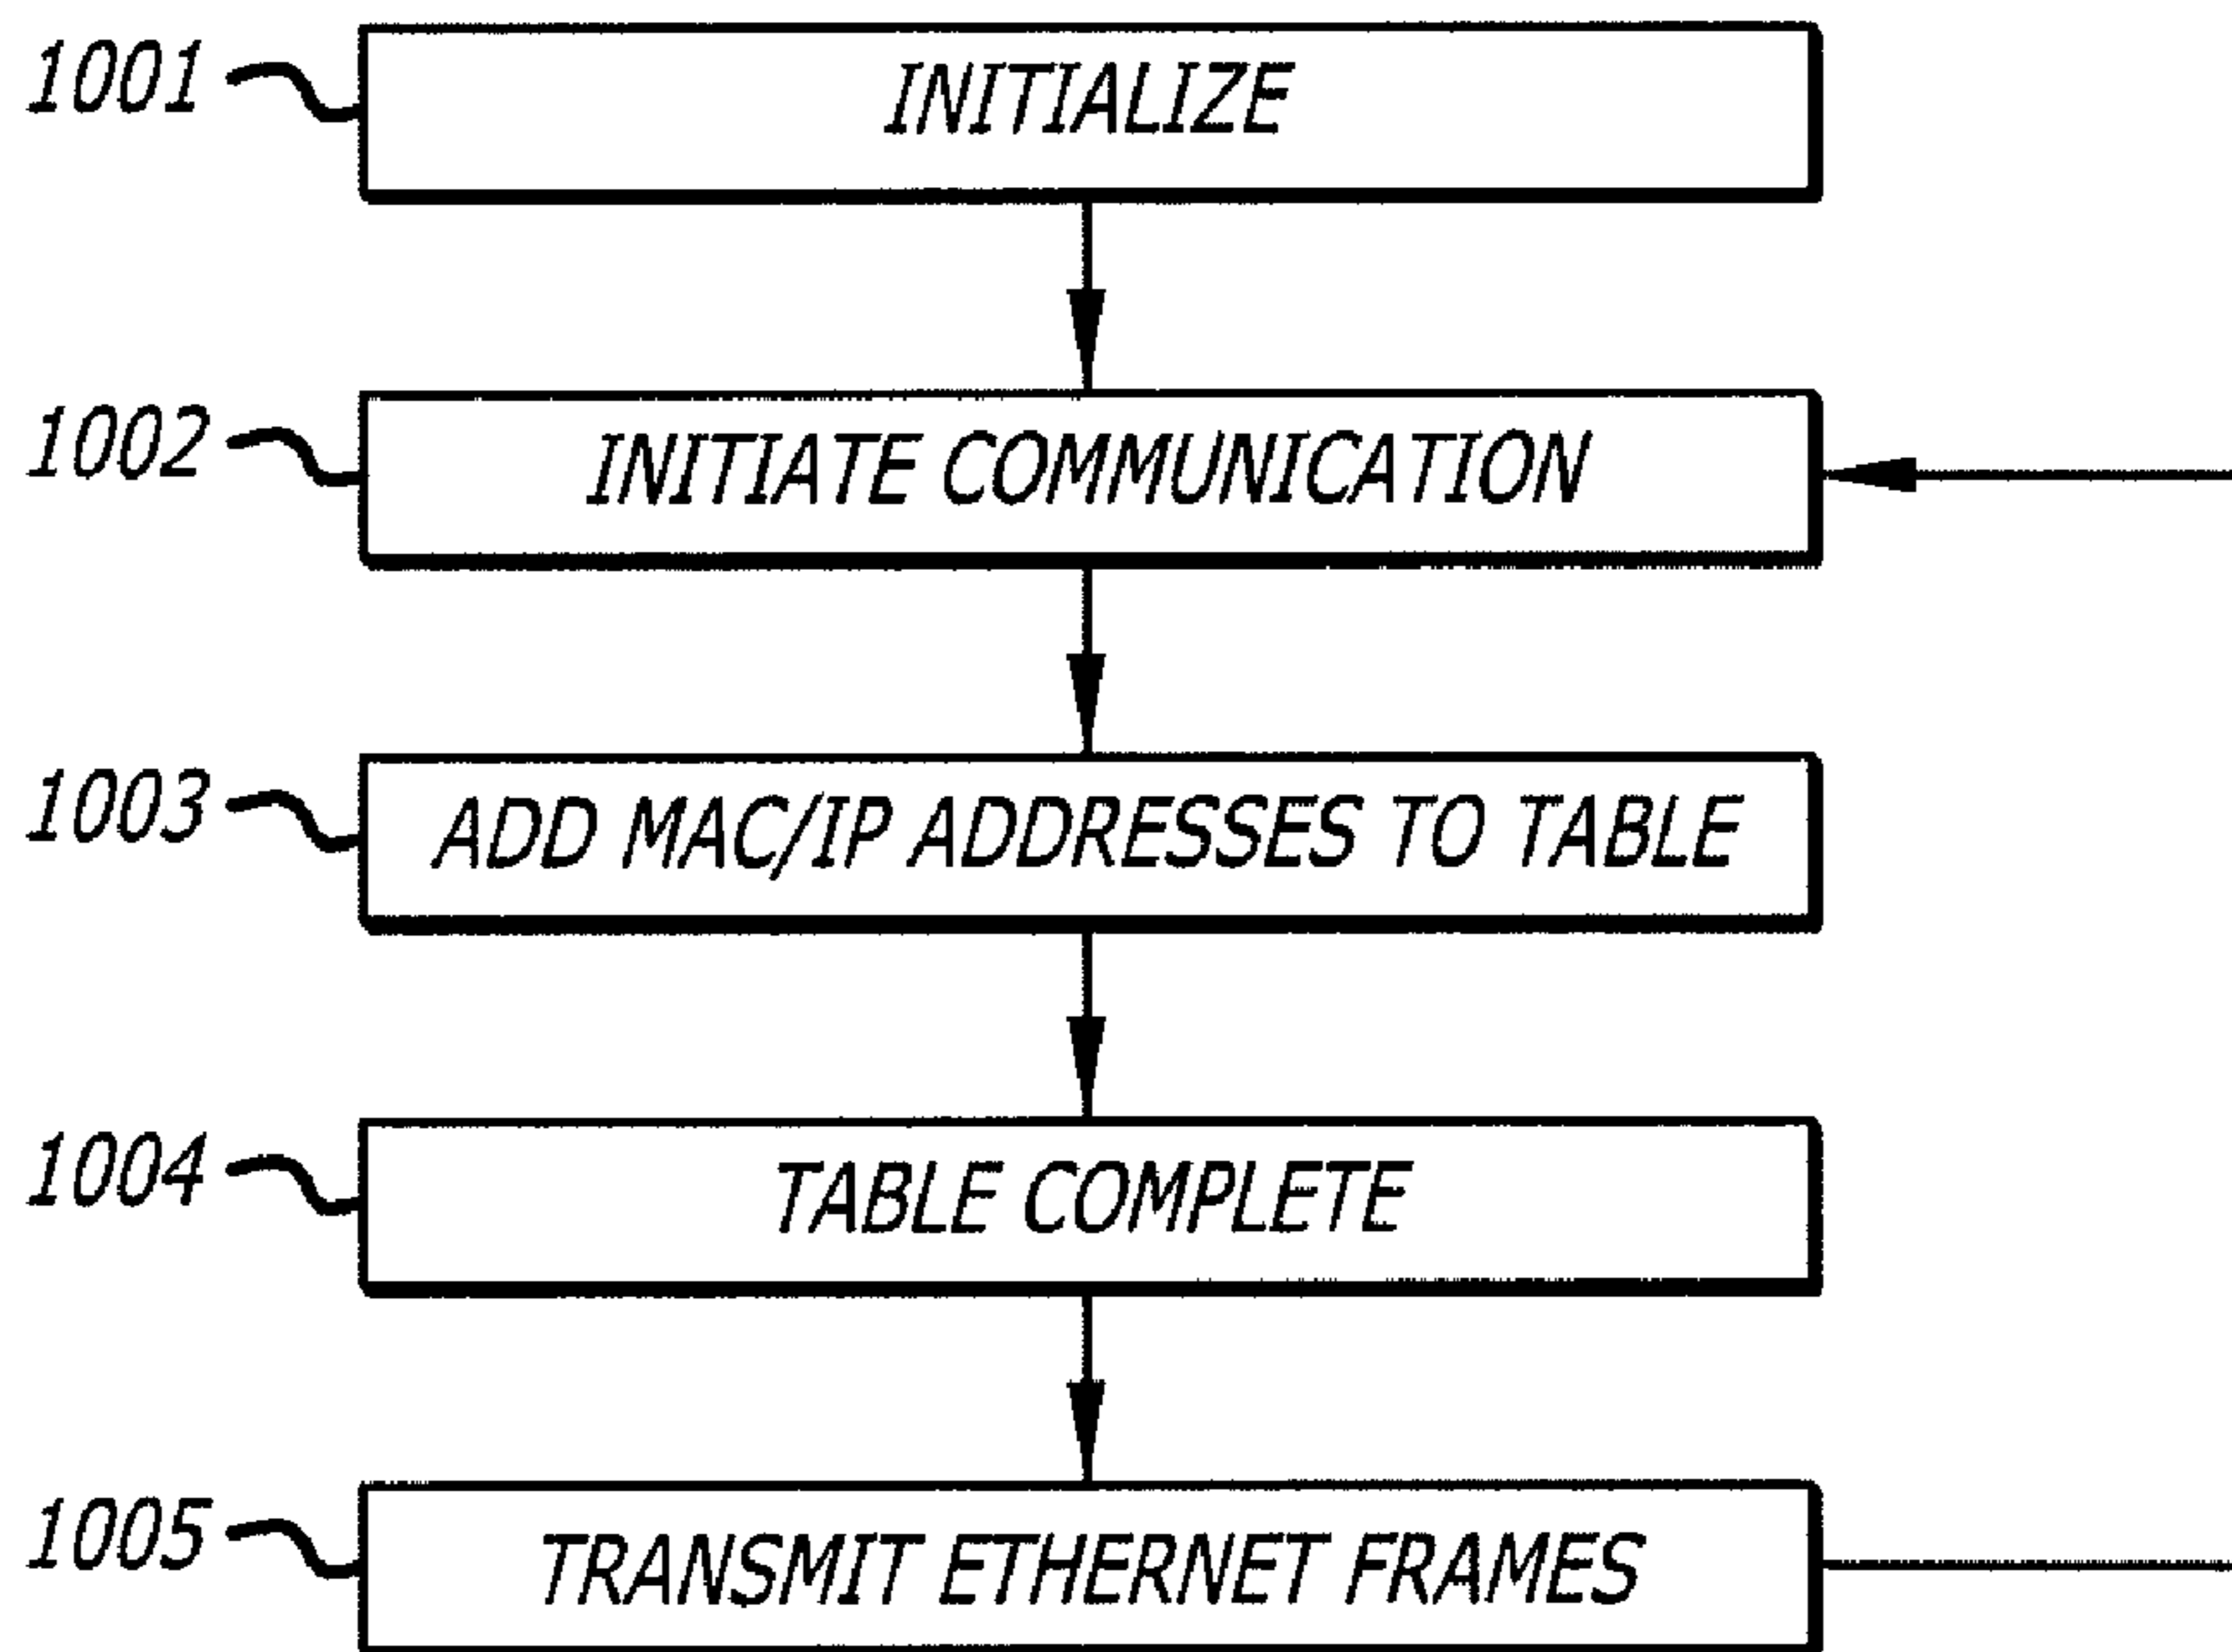 1001
INITIALIZE
1002
INITIATE COMMUNICATION
1003
ADD MAC/IP ADDRESSES TO TABLE
1004
TABLE COMPLETE
1005
TRANSMIT ETHERNET FRAMES